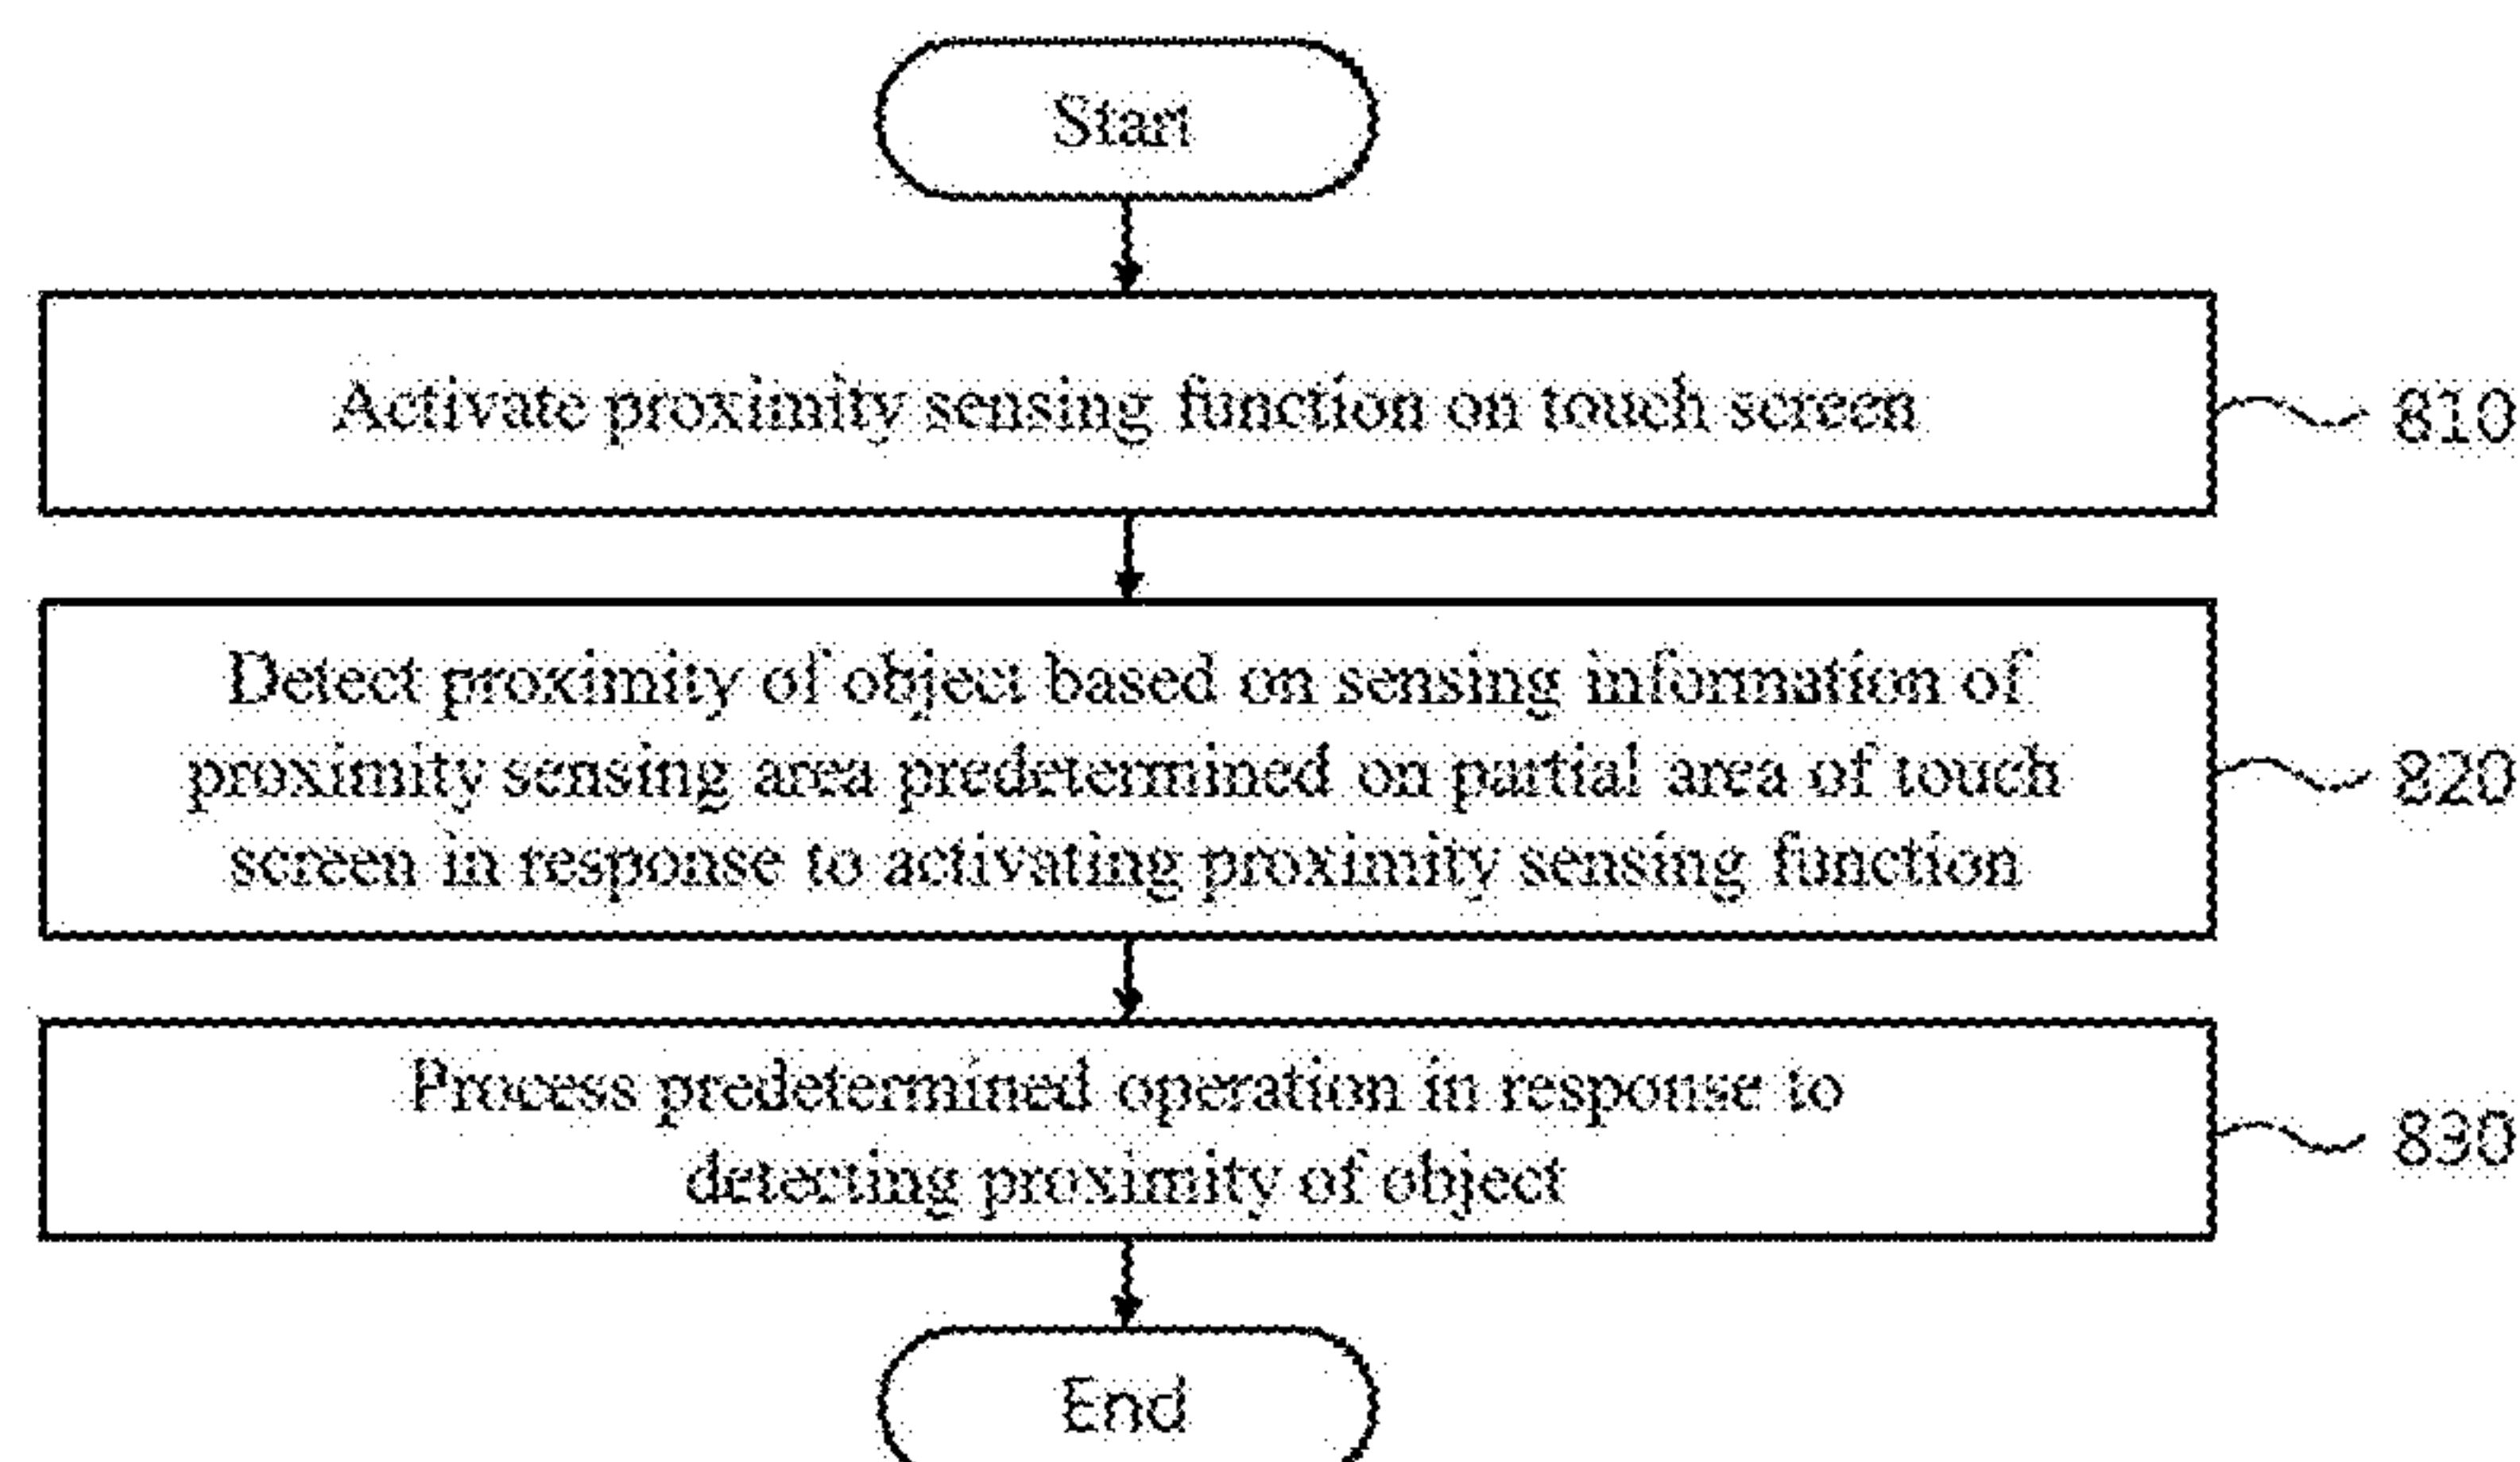 Start
Activate proximity sensing function on touch screen
810
Detect proximity of object based on sensing information of
proximity sensing area predetermined on partial area of touch
screen in response to activating proximity sensing function
820
Process predetermined operation in response to
detecting proximity of object
830
End